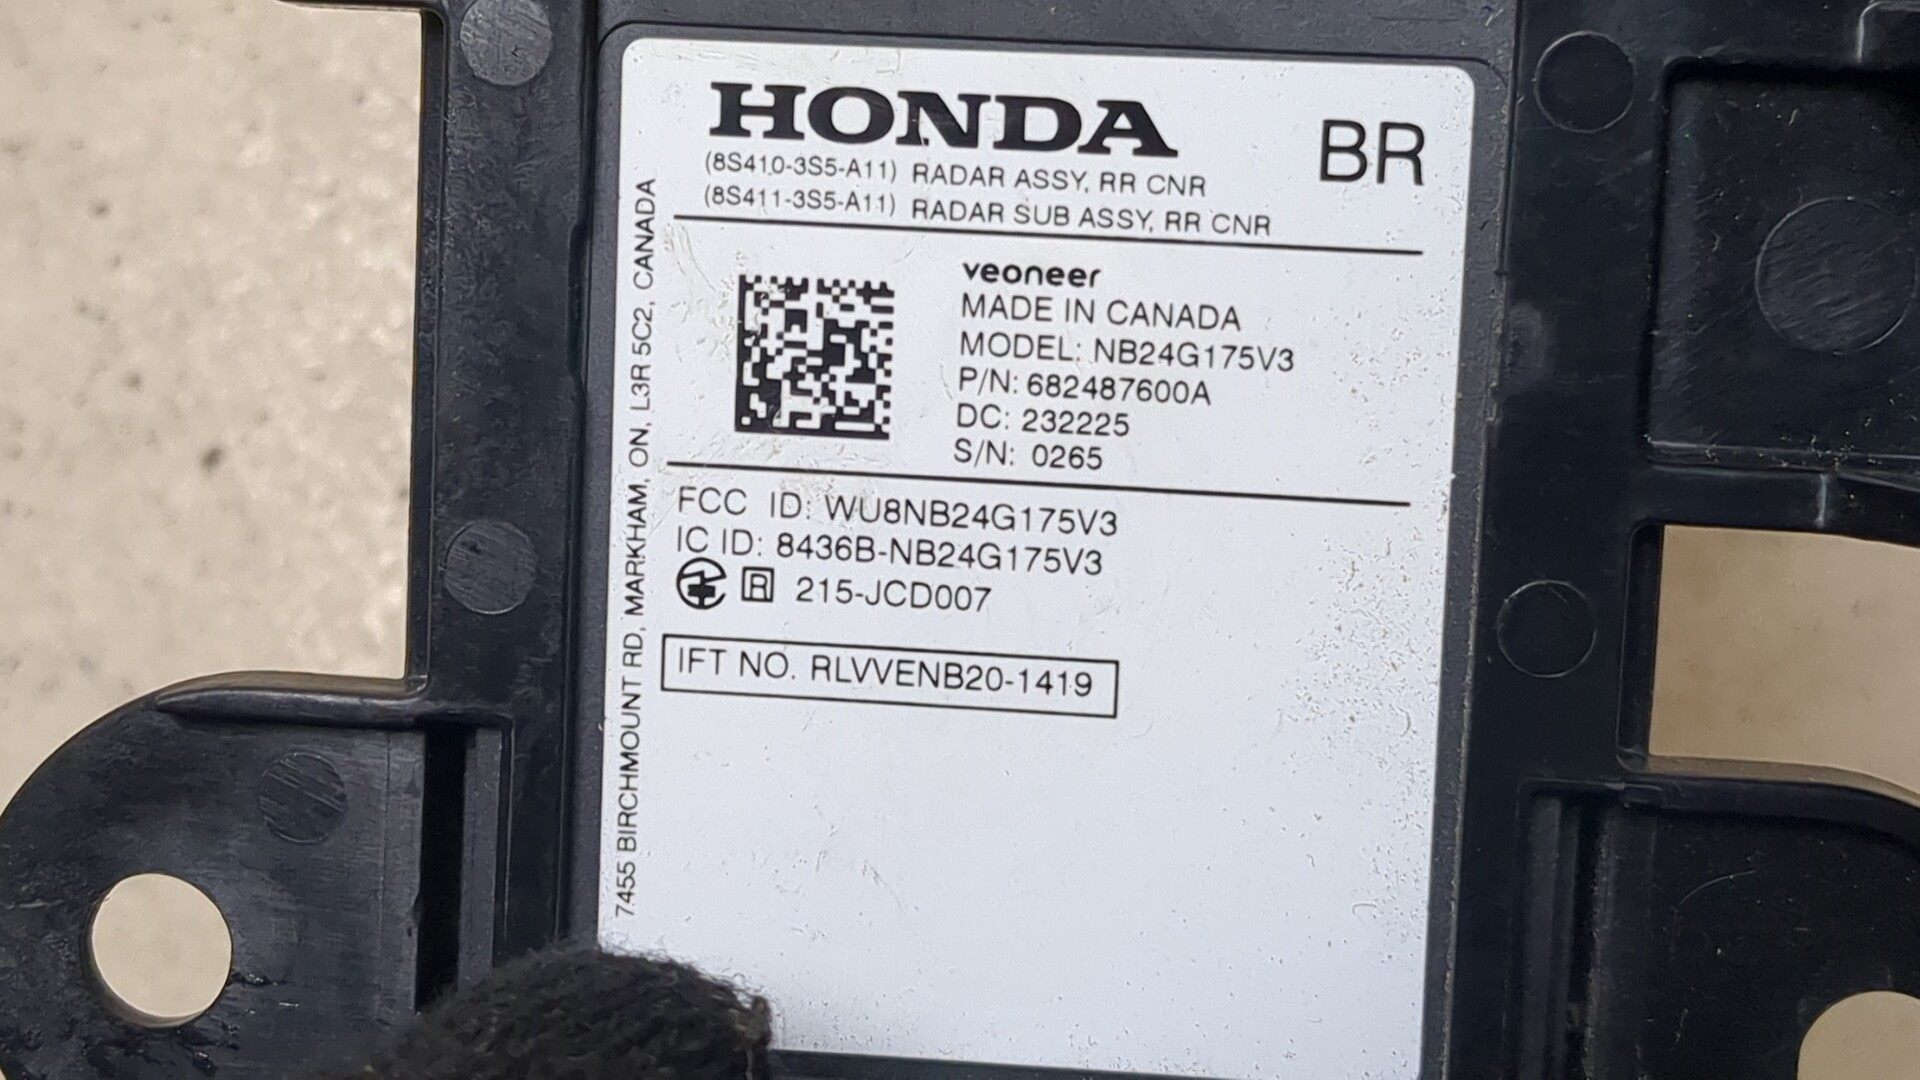 HONDA
BR
(8S410-3S5-A11) RADAR ASSY, RR CNR
(8S411-3S5-A11) RADAR SUB ASSY, RR CNR
veoneer
MADE IN CANADA
MODEL: NB24G175V3
P/N: 682487600A
DC: 232225
S/N: 0265
FCC ID: WU8NB24G175V3
IC ID: 8436B-NB24G175V3
R 215-JCD007
IFT NO. RLVVENB20-1419
7455 BIRCHMOUNT RD, MARKHAM, ON, L3R 5C2, CANADA